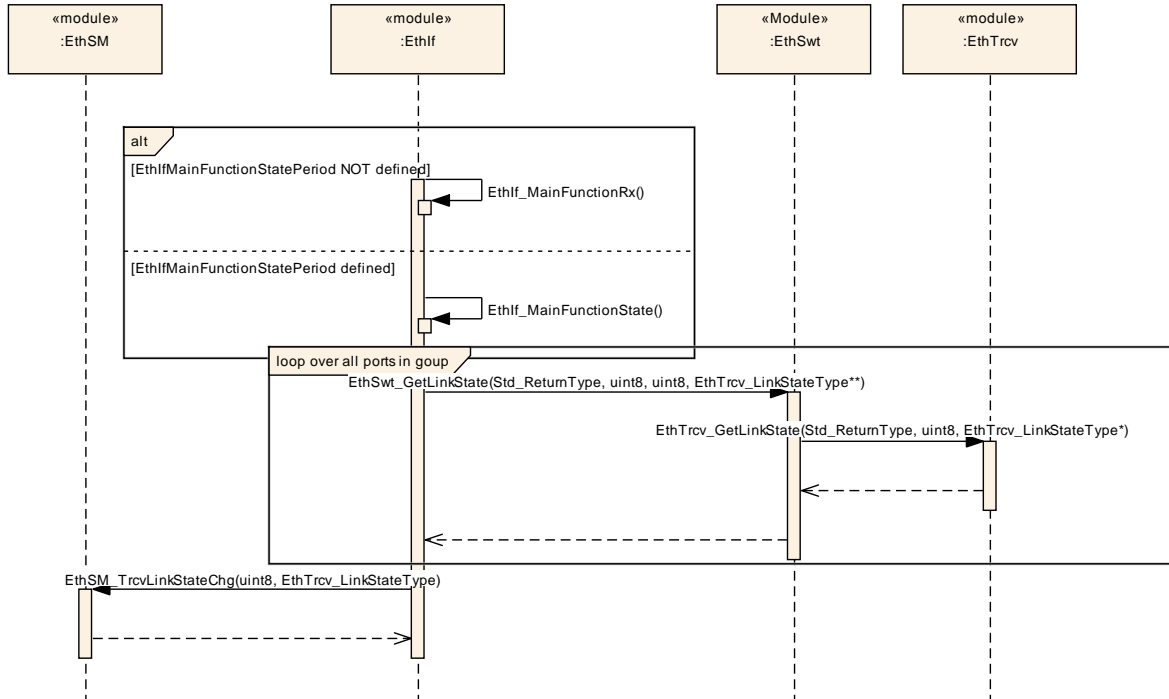 «module»
:EthSM
«module»
:EthIf
«Module»
:EthSwt
«module»
:EthTrcv
alt
[EthIfMainFunctionStatePeriod NOT defined]
EthIf_MainFunctionRx()
[EthIfMainFunctionStatePeriod defined]
EthIf_MainFunctionState()
loop over all ports in goup
EthSwt_GetLinkState(Std_ReturnType, uint8, uint8, EthTrcv_LinkStateType**)
EthTrcv_GetLinkState(Std_ReturnType, uint8, EthTrcv_LinkStateType*)
EthSM_TrcvLinkStateChg(uint8, EthTrcv_LinkStateType)